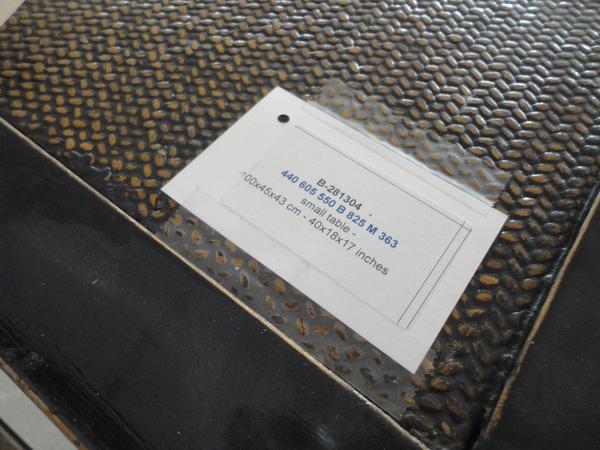 B-281304 -
440 605 550 B 825 M 363
small table -
100x45x43 cm - 40x18x17 inches